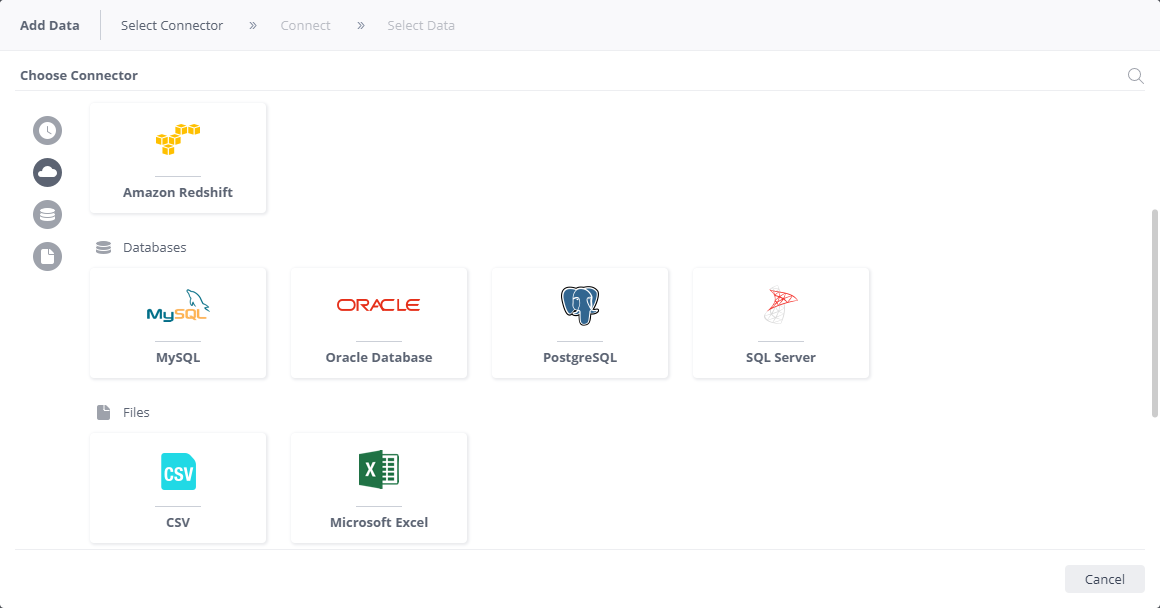 Add Data Select Connector » Connect » Select Data
Choose Connector
Amazon Redshift
Databases
MySQL ORACLE
MySQL Oracle Database PostgreSQL SQL Server
Files
CSV X
CSV Microsoft Excel
Cancel